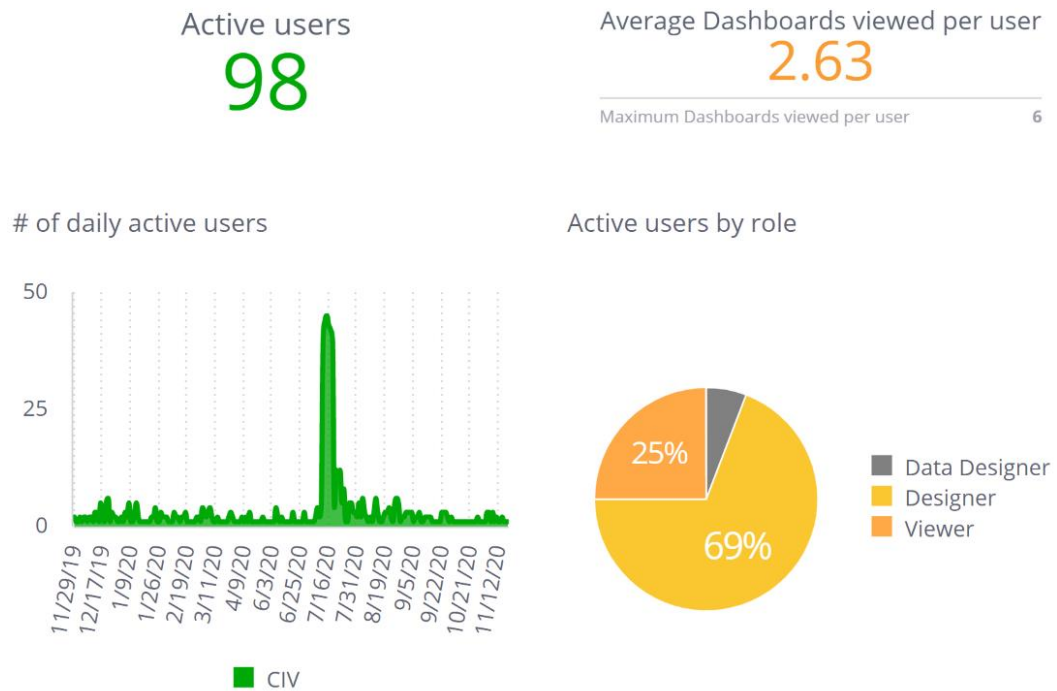 Active users
98
Average Dashboards viewed per user
2.63
Maximum Dashboards viewed per user 6
# of daily active users
50
25
0
11/29/19
12/17/19
1/9/20
1/26/20
2/19/20
3/11/20
4/9/20
6/3/20
6/25/20
7/16/20
7/31/20
8/19/20
9/5/20
9/22/20
10/21/20
11/12/20
CIV
Active users by role
25%
69%
Data Designer
Designer
Viewer